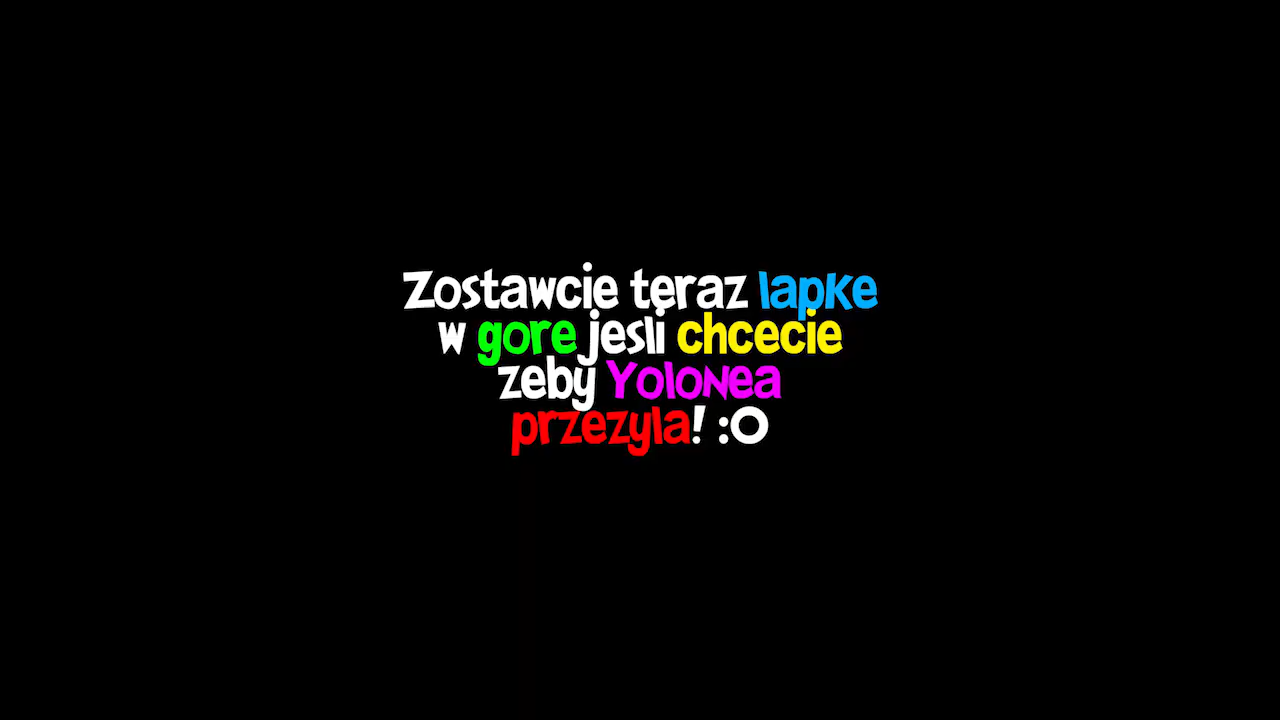 Zostawcie teraz lapke
w gore jesli chcecie
zeby Yolonea
przezyla! :O